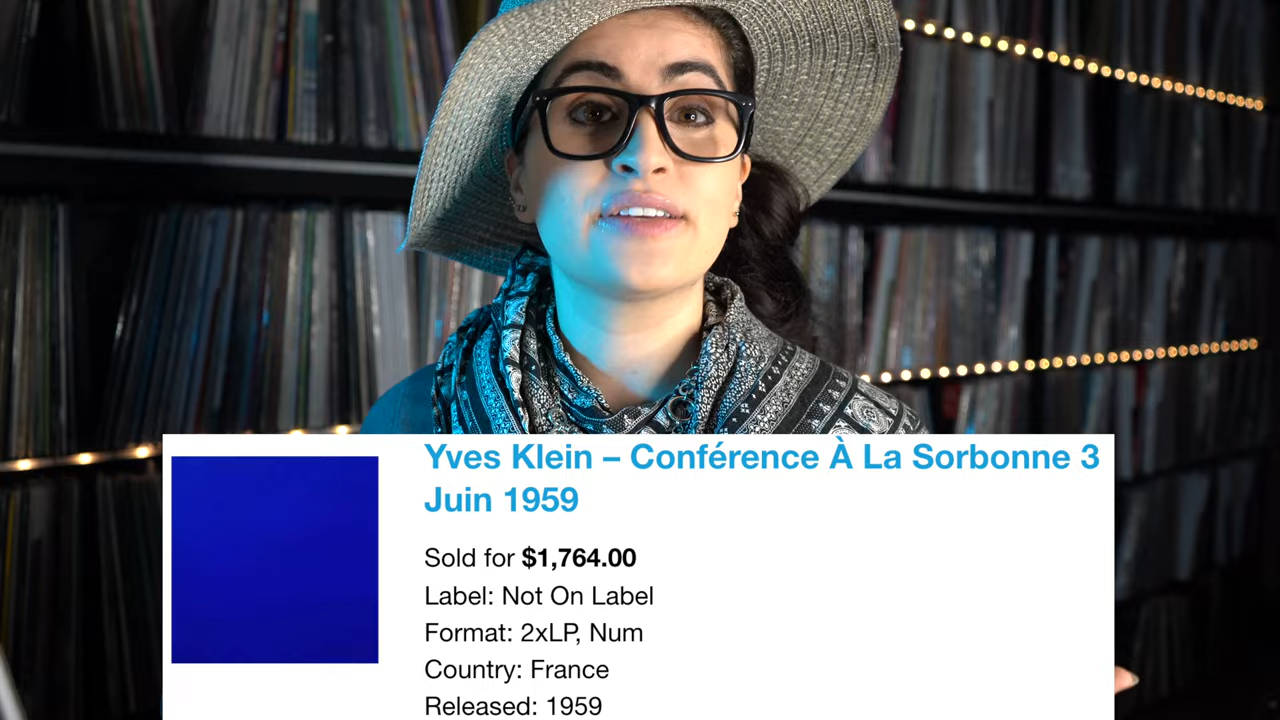 Yves Klein – Conférence À La Sorbonne 3
Juin 1959
Sold for $1,764.00
Label: Not On Label
Format: 2xLP, Num
Country: France
Released: 1959